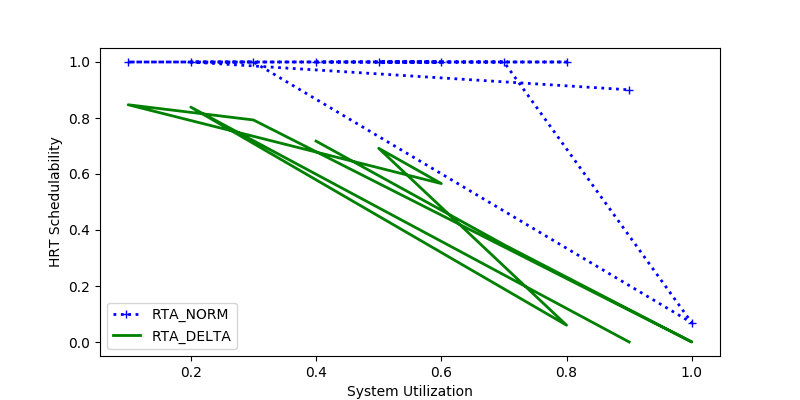 1.0
0.8
0.6
0.4
0.2
0.0
HRT Schedulability
RTA_NORM
RTA_DELTA
0.2 0.4 0.6 0.8 1.0
System Utilization